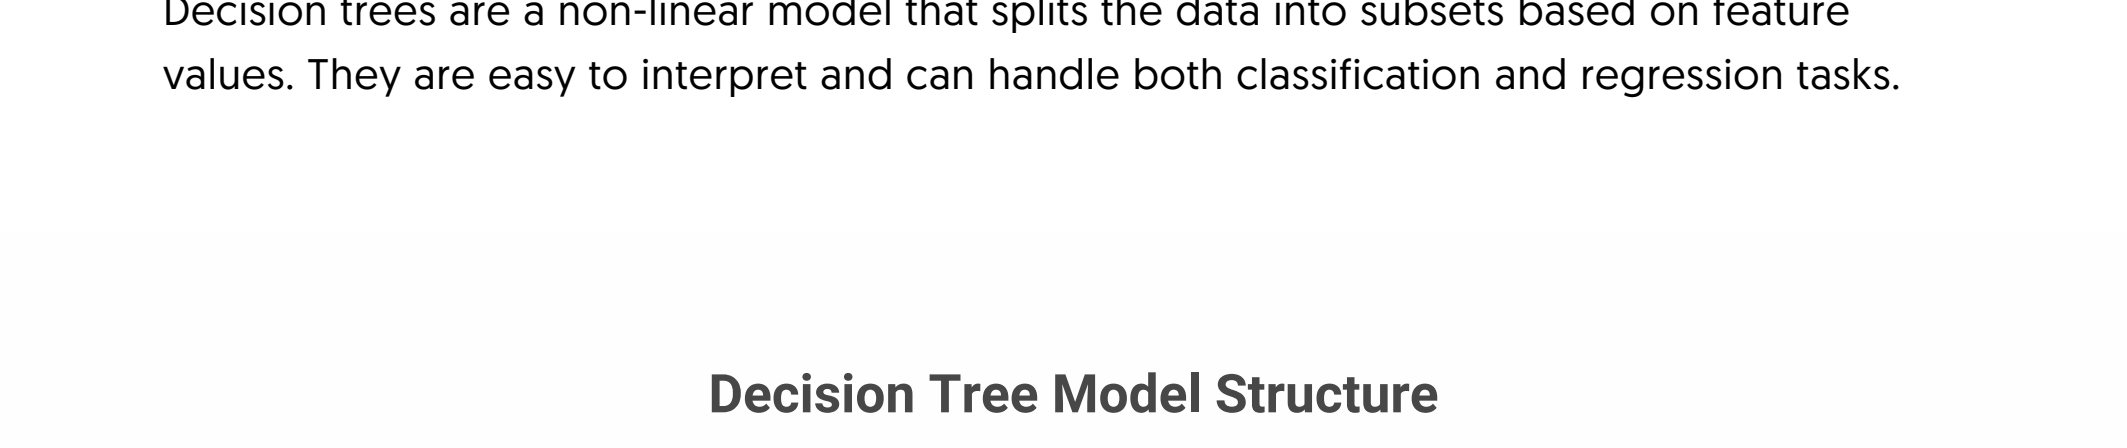 Decision trees are a non-linear model that splits the data into subsets based on feature
values. They are easy to interpret and can handle both classification and regression tasks.
Decision Tree Model Structure